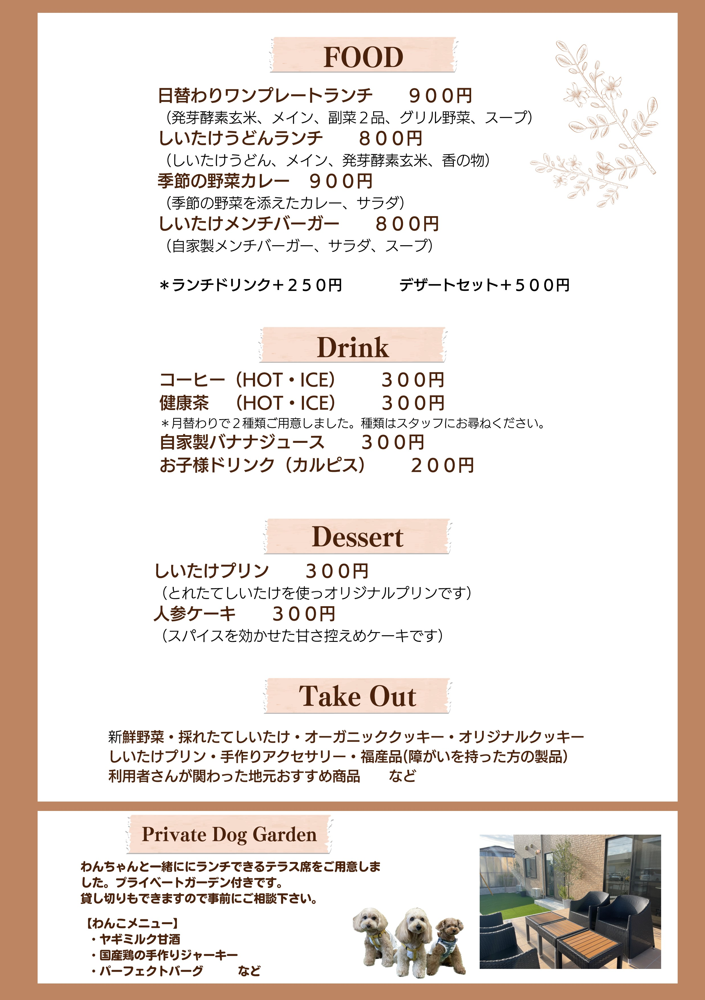 FOOD
日替わりワンプレートランチ　　９００円
（発芽酵素玄米、メイン、副菜２品、グリル野菜、スープ）
しいたけうどんランチ　　８００円
（しいたけうどん、メイン、発芽酵素玄米、香の物）
季節の野菜カレー　９００円
（季節の野菜を添えたカレー、サラダ）
しいたけメンチバーガー　　８００円
（自家製メンチバーガー、サラダ、スープ）
＊ランチドリンク＋２５０円　　　　デザートセット＋５００円
Drink
コーヒー（HOT・ICE）　　３００円
健康茶　（HOT・ICE）　　３００円
＊月替わりで２種類ご用意しました。種類はスタッフにお尋ねください。
自家製バナナジュース　　３００円
お子様ドリンク（カルピス）　　２００円
Dessert
しいたけプリン　　３００円
（とれたてしいたけを使っオリジナルプリンです）
人参ケーキ　　３００円
（スパイスを効かせた甘さ控えめケーキです）
Take Out
新鮮野菜・採れたてしいたけ・オーガニッククッキー・オリジナルクッキー
しいたけプリン・手作りアクセサリー・福産品(障がいを持った方の製品）
利用者さんが関わった地元おすすめ商品　　など
Private Dog Garden
わんちゃんと一緒ににランチできるテラス席をご用意しま
した。プライベートガーデン付きです。
貸し切りもできますので事前にご相談下さい。
【わんこメニュー】
・ヤギミルク甘酒
・国産鶏の手作りジャーキー
・パーフェクトバーグ　　　など